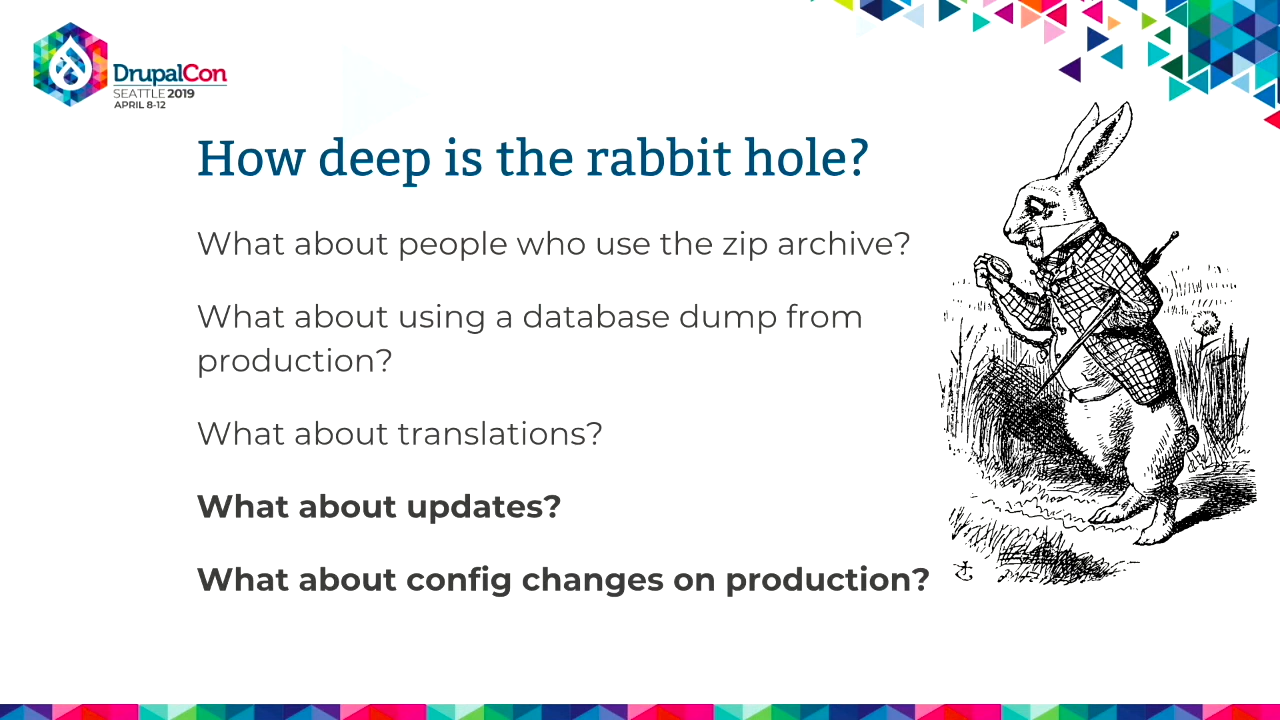 DrupalCon
SEATTLE 2019
APRIL 8-12
How deep is the rabbit hole?
What about people who use the zip archive?
What about using a database dump from
production?
What about translations?
What about updates?
What about config changes on production?